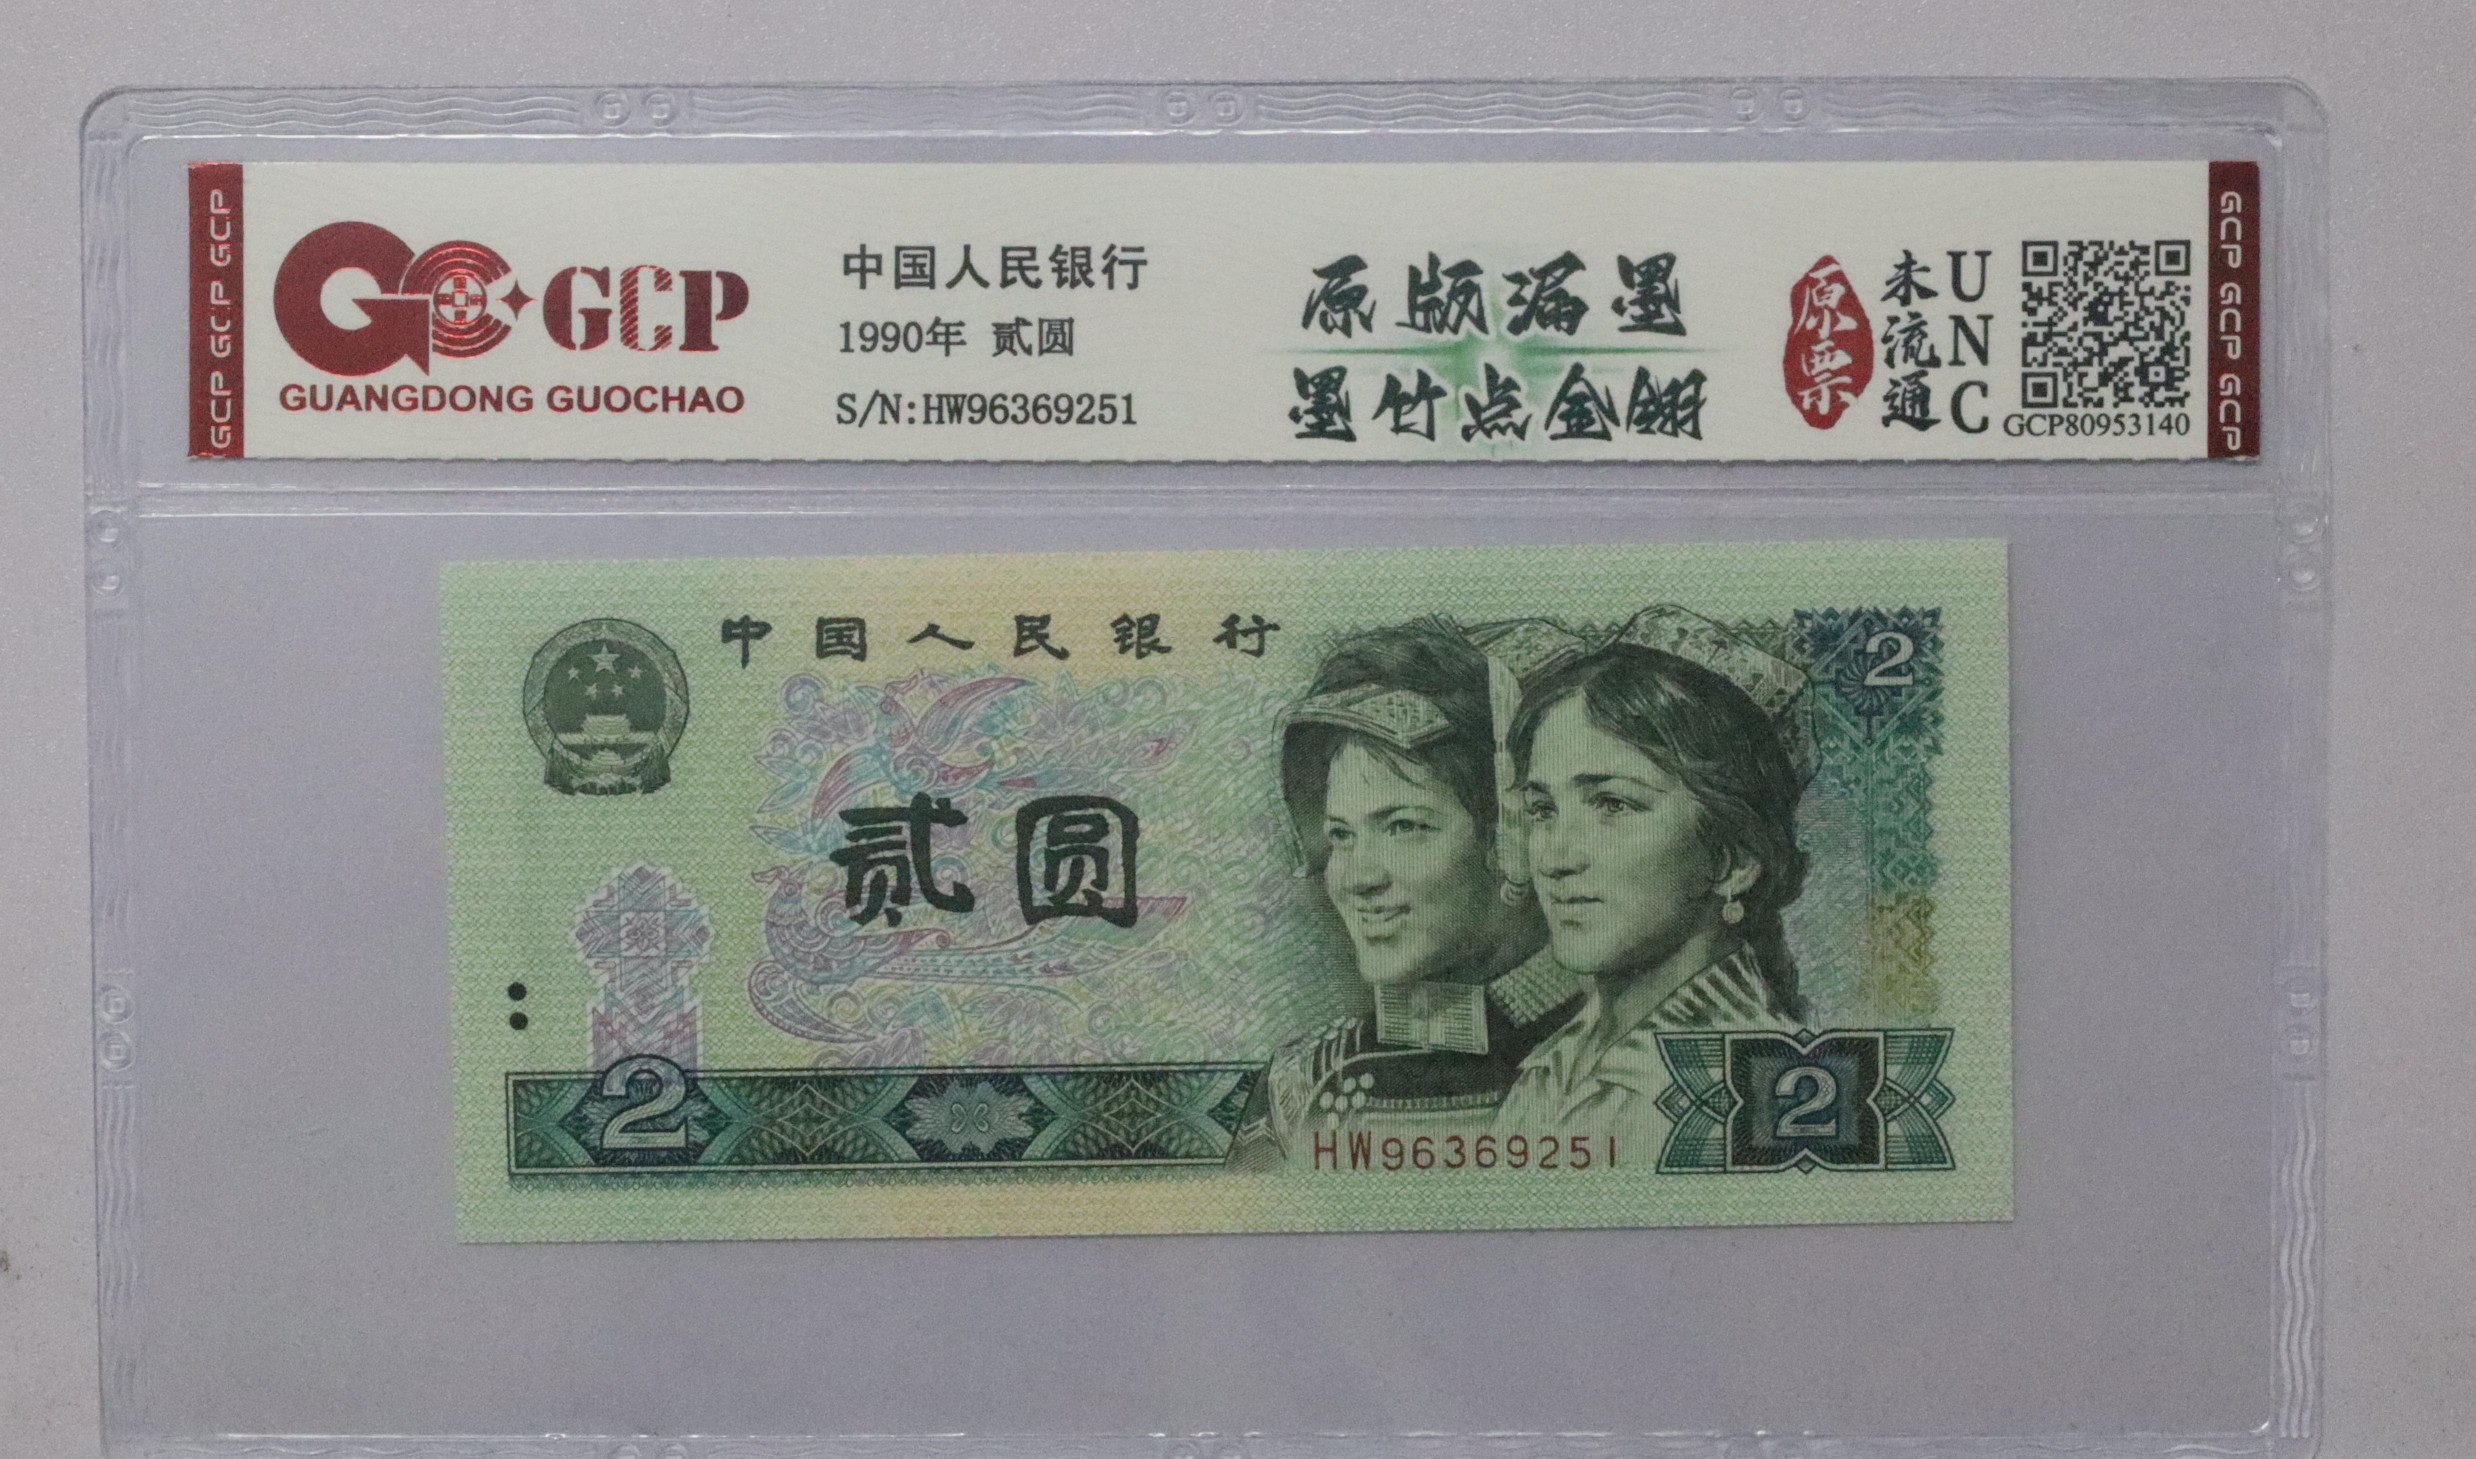 GCP GCP GCP
GCP
GUANGDONG GUOCHAO
中国人民银行
1990年 贰圆
S/N:HW96369251
原版漏墨
墨竹点金翎
原票
未流通
UNC
GCP80953140
GCP GCP GCP
中国人民银行
2
贰圆
2
HW96369251
2